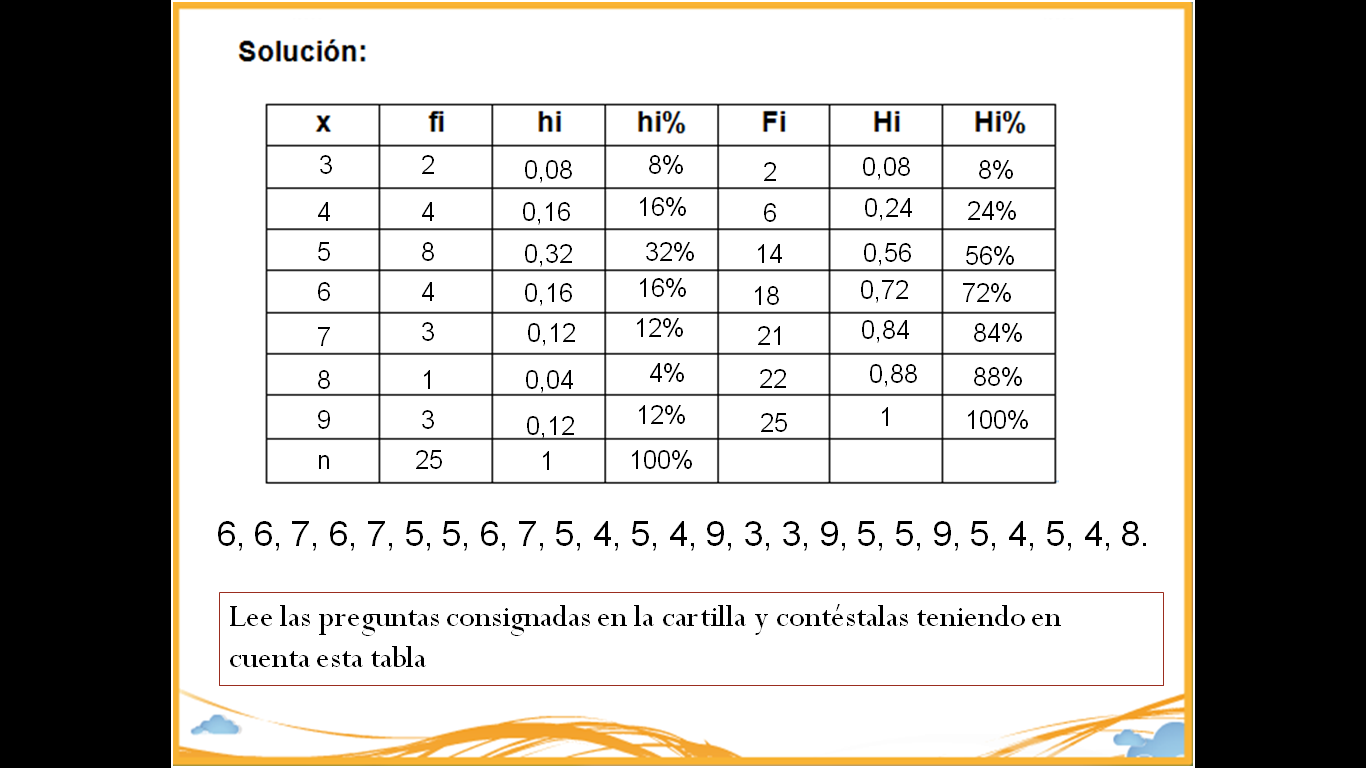 Solución:
x fi hi hi% Fi Hi Hi%
3 2 0,08 8% 2 0,08 8%
4 4 0,16 16% 6 0,24 24%
5 8 0,32 32% 14 0,56 56%
6 4 0,16 16% 18 0,72 72%
7 3 0,12 12% 21 0,84 84%
8 1 0,04 4% 22 0,88 88%
9 3 0,12 12% 25 1 100%
n 25 1 100%
6, 6, 7, 6, 7, 5, 5, 6, 7, 5, 4, 5, 4, 9, 3, 3, 9, 5, 5, 9, 5, 4, 5, 4, 8.
Lee las preguntas consignadas en la cartilla y contéstalas teniendo en
cuenta esta tabla